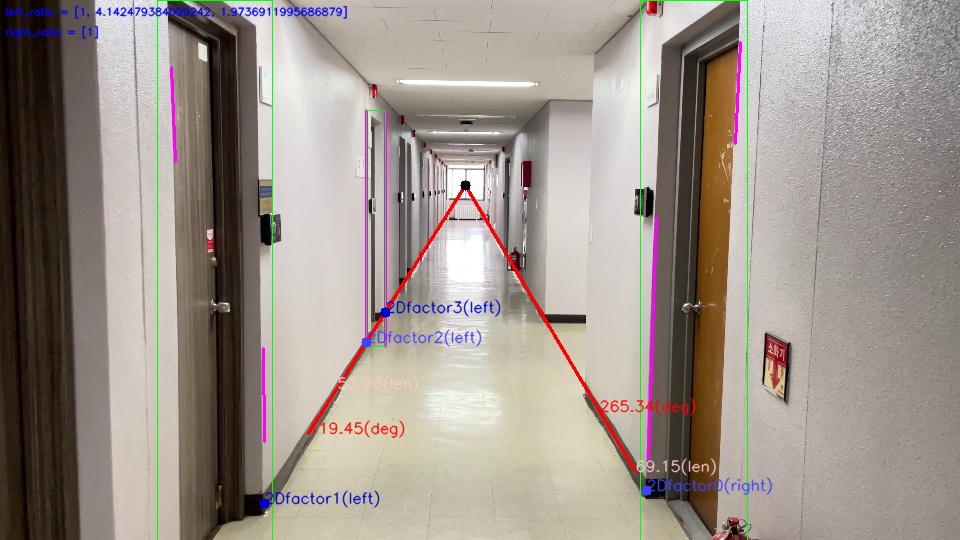 left_ratio = [1, 4.142479384099242, 1.9736911995686879]
right_ratio = [1]
2Dfactor3(left)
2Dfactor2(left)
소화기
53.93(len)
265.34(deg)
19.45(deg)
69.15(len)
2Dfactor0(right)
2Dfactor1(left)